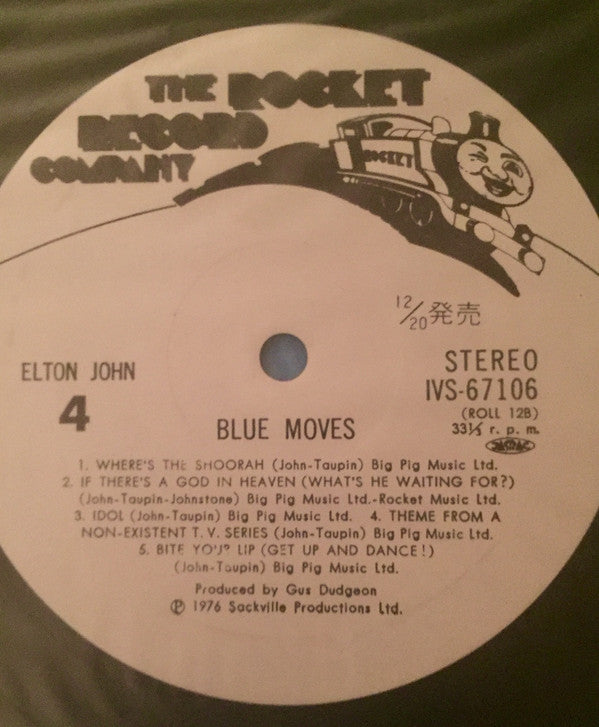 THE ROCKET
RECORD
COMPANY
ROCKET
12/20発売
ELTON JOHN
4
STEREO
IVS-67106
(ROLL 12B)
33⅓ r. p. m.
BLUE MOVES
1. WHERE'S THE SHOORAH (John-Taupin) Big Pig Music Ltd.
2. IF THERE'S A GOD IN HEAVEN (WHAT'S HE WAITING FOR?)
(John-Taupin-Johnstone) Big Pig Music Ltd.-Rocket Music Ltd.
3. IDOL (John-Taupin) Big Pig Music Ltd. 4. THEME FROM A
NON-EXISTENT T. V. SERIES (John-Taupin) Big Pig Music Ltd.
5. BITE YOUR LIP (GET UP AND DANCE!)
(John-Taupin) Big Pig Music Ltd.
Produced by Gus Dudgeon
Ⓟ 1976 Sackville Productions Ltd.